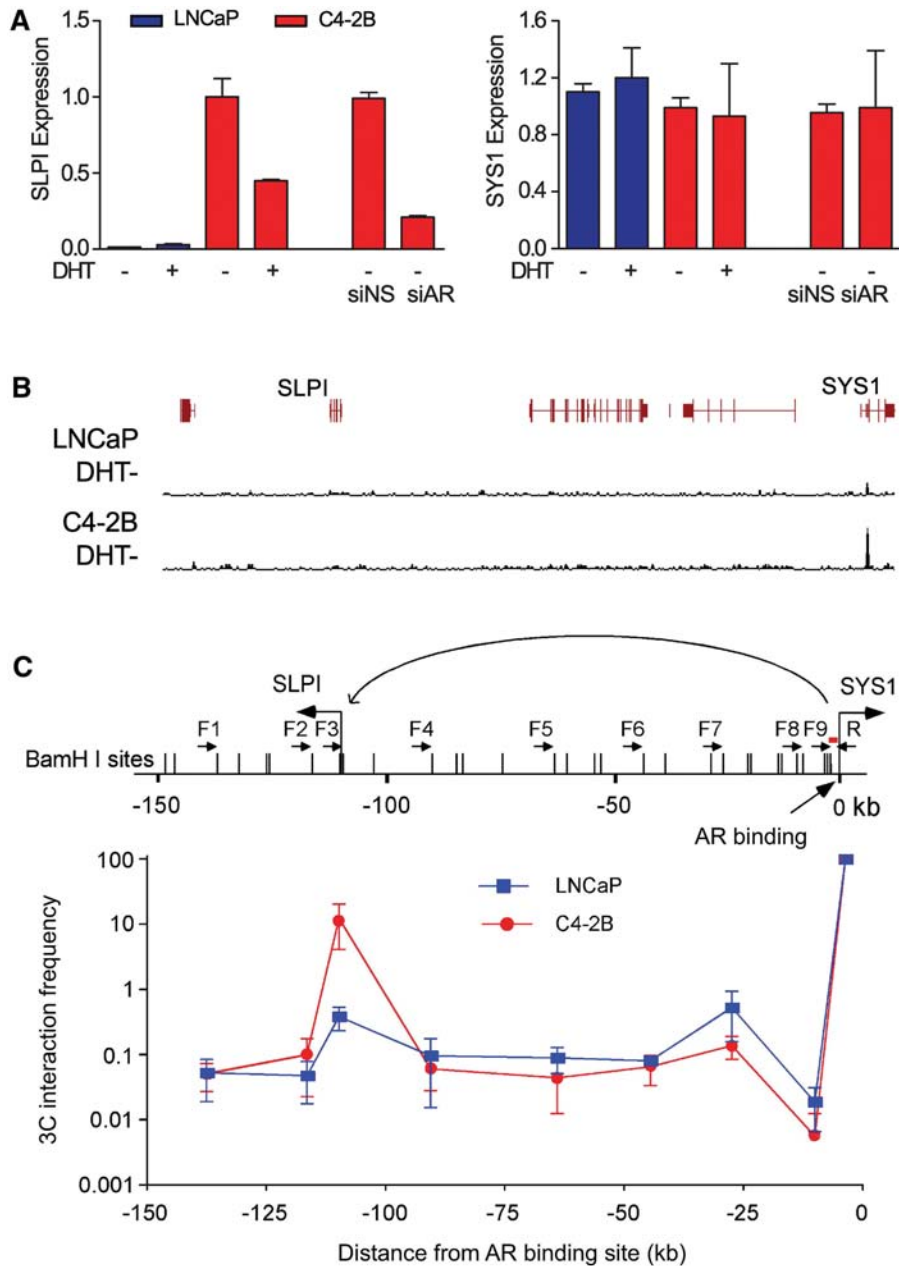 A
LNCaP C4-2B
SLPI Expression
1.5
1.0
0.5
0.0
DHT - + - + - -
siNS siAR
SYS1 Expression
1.6
1.2
0.8
0.4
0.0
DHT - + - + - -
siNS siAR
B
SLPI SYS1
LNCaP
DHT-
C4-2B
DHT-
C
SLPI SYS1
F1 F2 F3 F4 F5 F6 F7 F8 F9 R
BamH I sites
-150 -100 -50 0 kb
AR binding
3C interaction frequency
100
10
1
0.1
0.01
0.001
LNCaP
C4-2B
-150 -125 -100 -75 -50 -25 0
Distance from AR binding site (kb)